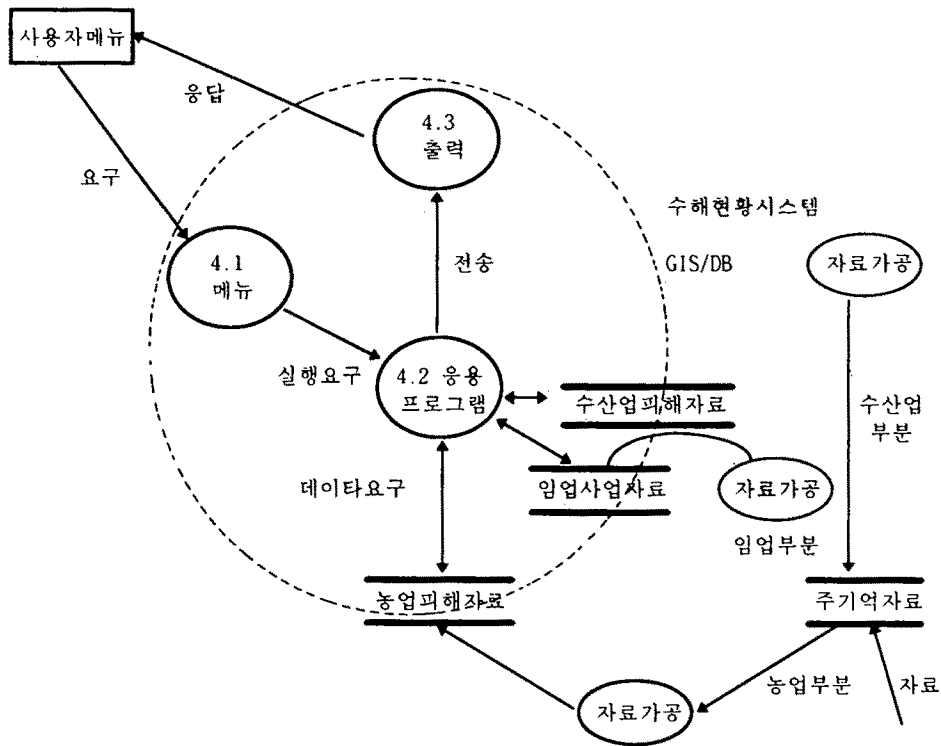 사용자메뉴
응답
4.3
출력
요구
수해현황시스템
4.1
메뉴
전송
GIS/DB
자료가공
실행요구
4.2 응용
프로그램
수산업피해자료
수산업
부분
데이타요구
임업사업자료
자료가공
임업부분
농업피해자료
주기억자료
농업부분
자료
자료가공